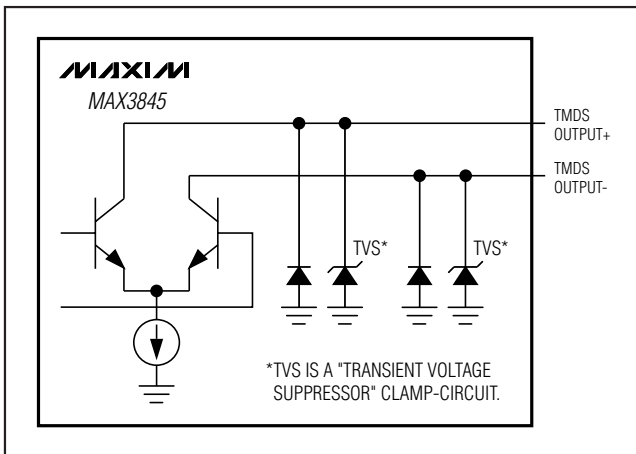 MAXIM
MAX3845
TMDS
OUTPUT+
TMDS
OUTPUT-
TVS*
TVS*
*TVS IS A "TRANSIENT VOLTAGE
SUPPRESSOR" CLAMP-CIRCUIT.